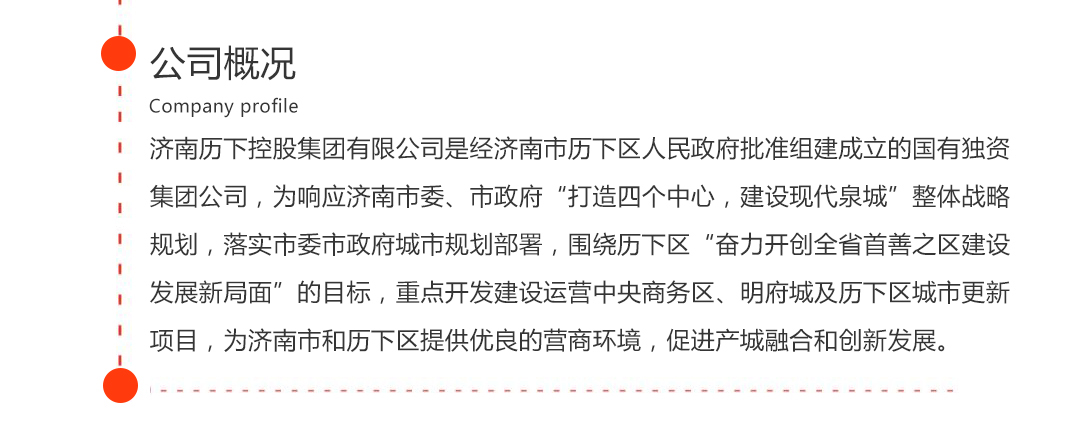 公司概况
Company profile
济南历下控股集团有限公司是经济南市历下区人民政府批准组建成立的国有独资
集团公司，为响应济南市委、市政府“打造四个中心，建设现代泉城”整体战略
规划，落实市委市政府城市规划部署，围绕历下区“奋力开创全省首善之区建设
发展新局面”的目标，重点开发建设运营中央商务区、明府城及历下区城市更新
项目，为济南市和历下区提供优良的营商环境，促进产城融合和创新发展。